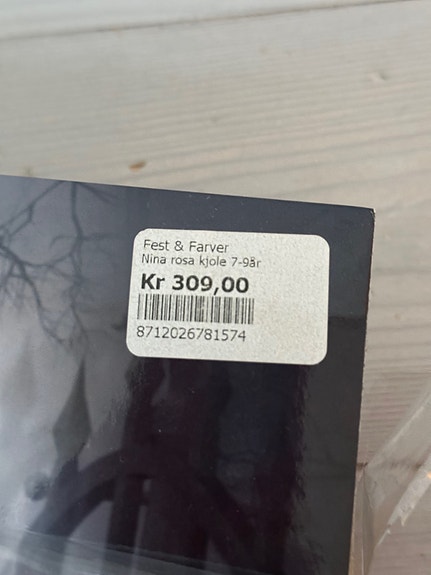 Fest & Farver
Nina rosa kjole 7-9år
Kr 309,00
8712026781574